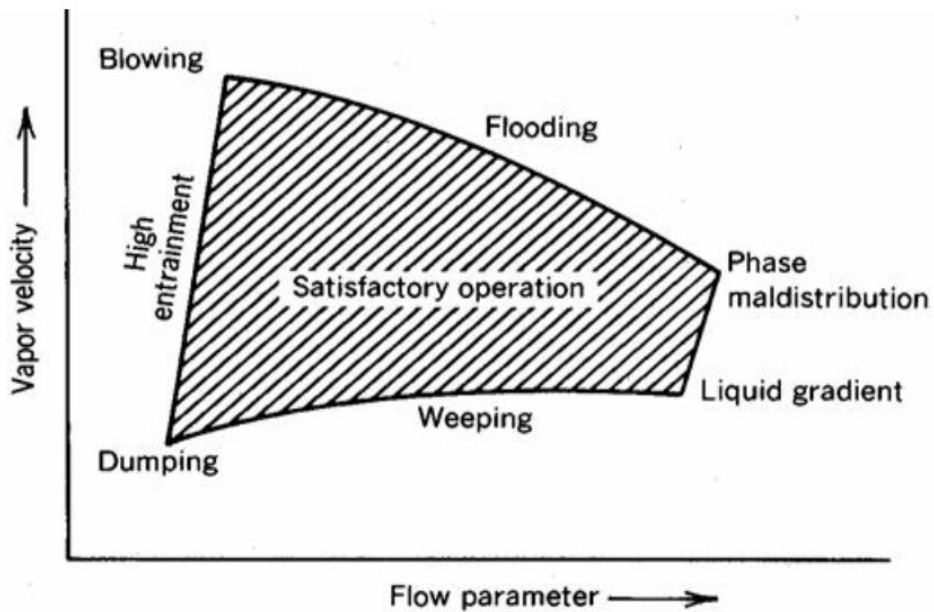 Blowing
Flooding
High
entrainment
Vapor velocity
Satisfactory operation
Phase
maldistribution
Liquid gradient
Weeping
Dumping
Flow parameter